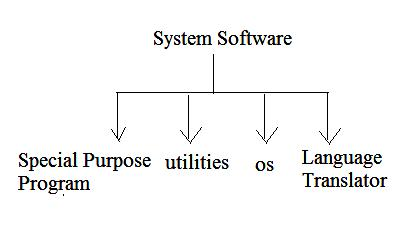 System Software
Special Purpose
Program
utilities
os
Language
Translator